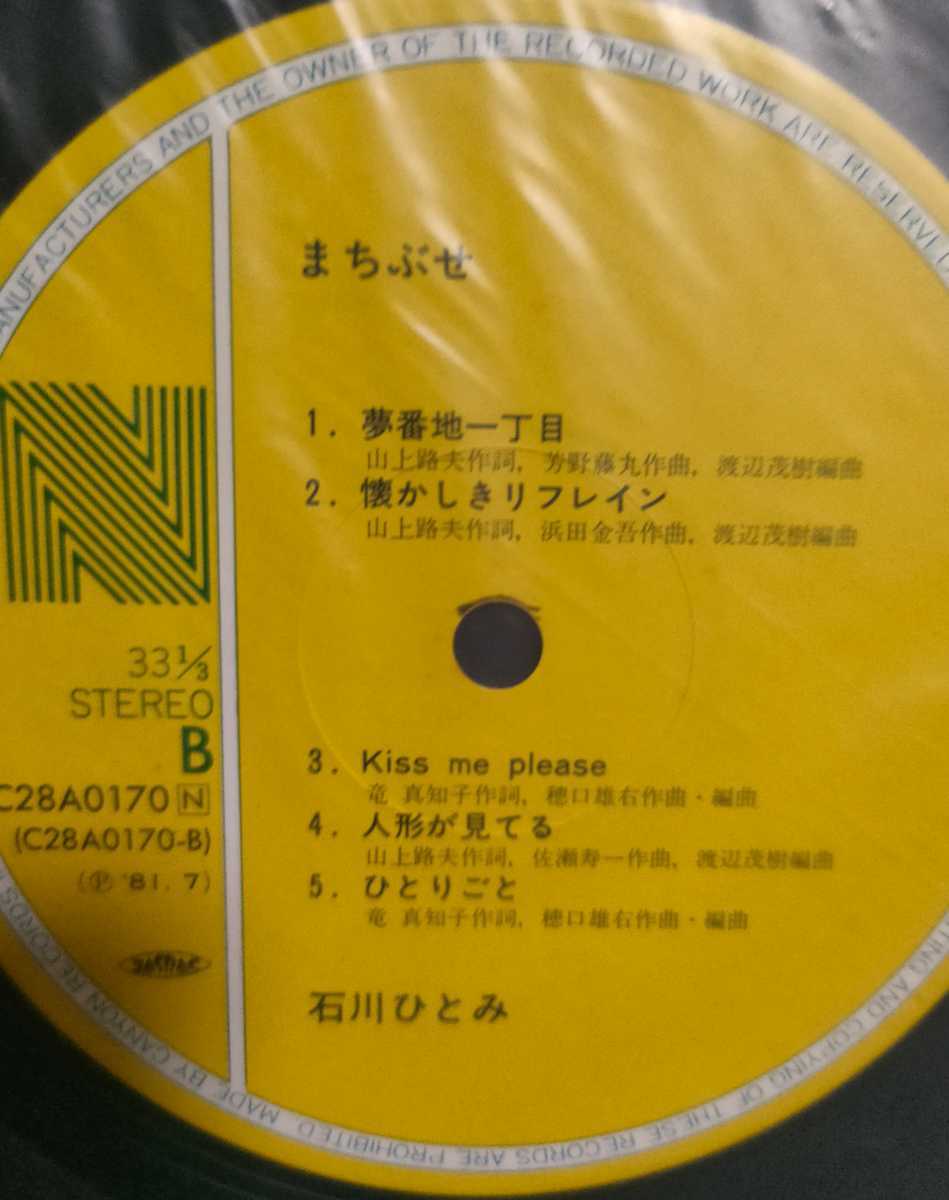 MANUFACTURERS AND THE OWNER OF THE RECORDED WORK ARE RESERVE
まちぶせ
1. 夢番地一丁目
山上路夫作詞, 芳野藤丸作曲, 渡辺茂樹編曲
2. 懐かしきリフレイン
山上路夫作詞, 浜田金吾作曲, 渡辺茂樹編曲
N
33 1/3
STEREO
B
C28A0170 N
(C28A0170-B)
(Ⓟ '81. 7)
JASRAC
3. Kiss me please
竜 真知子作詞, 穂口雄右作曲・編曲
4. 人形が見てる
山上路夫作詞, 佐瀬寿一作曲, 渡辺茂樹編曲
5. ひとりごと
竜 真知子作詞, 穂口雄右作曲・編曲
石川ひとみ
AND COPYING OF THESE RECORDS ARE PROHIBITED MADE BY CANYON RECORDS